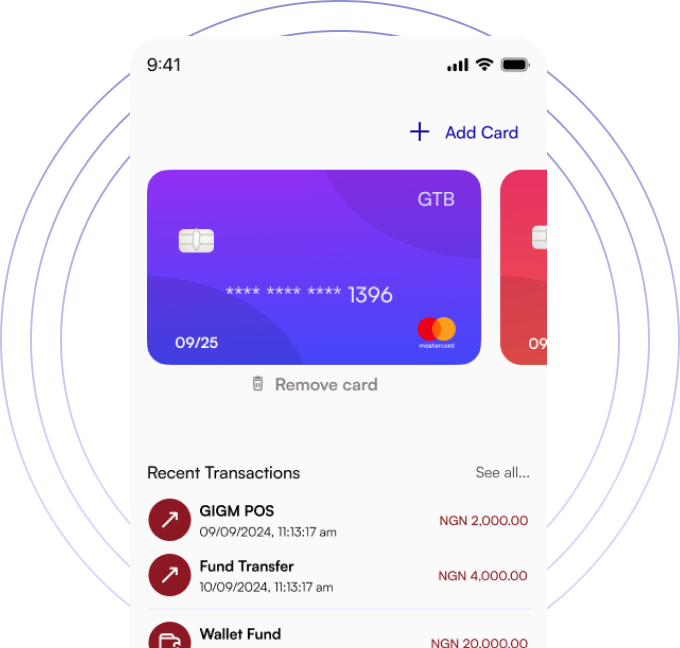 9:41
+ Add Card
GTB
**** **** **** 1396
09/25
mastercard
09
Remove card
Recent Transactions
See all...
GIGM POS
NGN 2,000.00
09/09/2024, 11:13:17 am
Fund Transfer
NGN 4,000.00
10/09/2024, 11:13:17 am
Wallet Fund
NGN 20,000.00